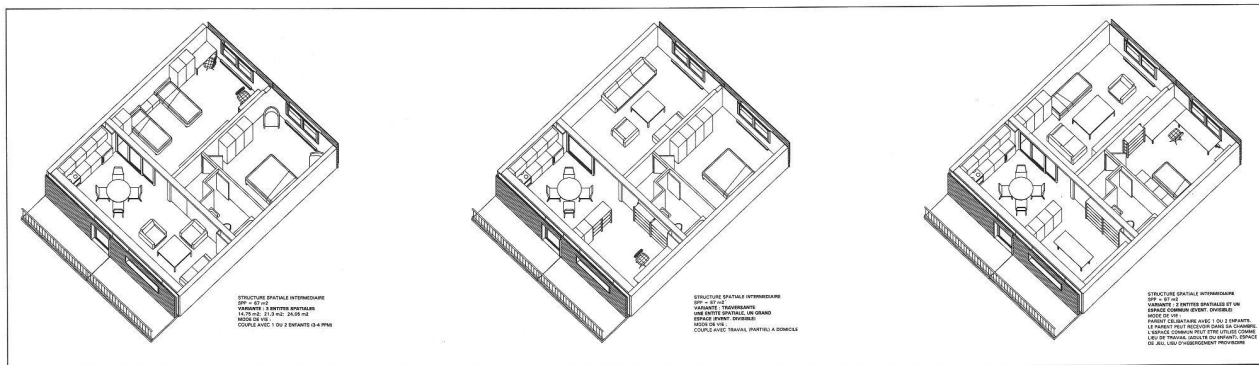 STRUCTURE SPATIALE INTERMEDIAIRE
SPP = 67 m2
VARIANTE : 3 ENTITES SPATIALES
14,75 m2; 21,3 m2; 24,05 m2
MODE DE VIE :
COUPLE AVEC 1 OU 2 ENFANTS (3-4 PPM)
STRUCTURE SPATIALE INTERMEDIAIRE
SPP = 67 m2
VARIANTE : TRAVERSANTE
UNE ENTITE SPATIALE, UN GRAND
ESPACE (EVENT. DIVISIBLE)
MODE DE VIE :
COUPLE AVEC TRAVAIL (PARTIEL) A DOMICILE
STRUCTURE SPATIALE INTERMEDIAIRE
SPP = 67 m2
VARIANTE : 2 ENTITES SPATIALES ET UN
ESPACE COMMUN (EVENT. DIVISIBLE)
MODE DE VIE :
PARENT CELIBATAIRE AVEC 1 OU 2 ENFANTS.
LE PARENT PEUT RECEVOIR DANS SA CHAMBRE.
L'ESPACE COMMUN PEUT ETRE UTILISE COMME
LIEU DE TRAVAIL (ADULTE OU ENFANT), ESPACE
DE JEU, LIEU D'HEBERGEMENT PROVISOIRE